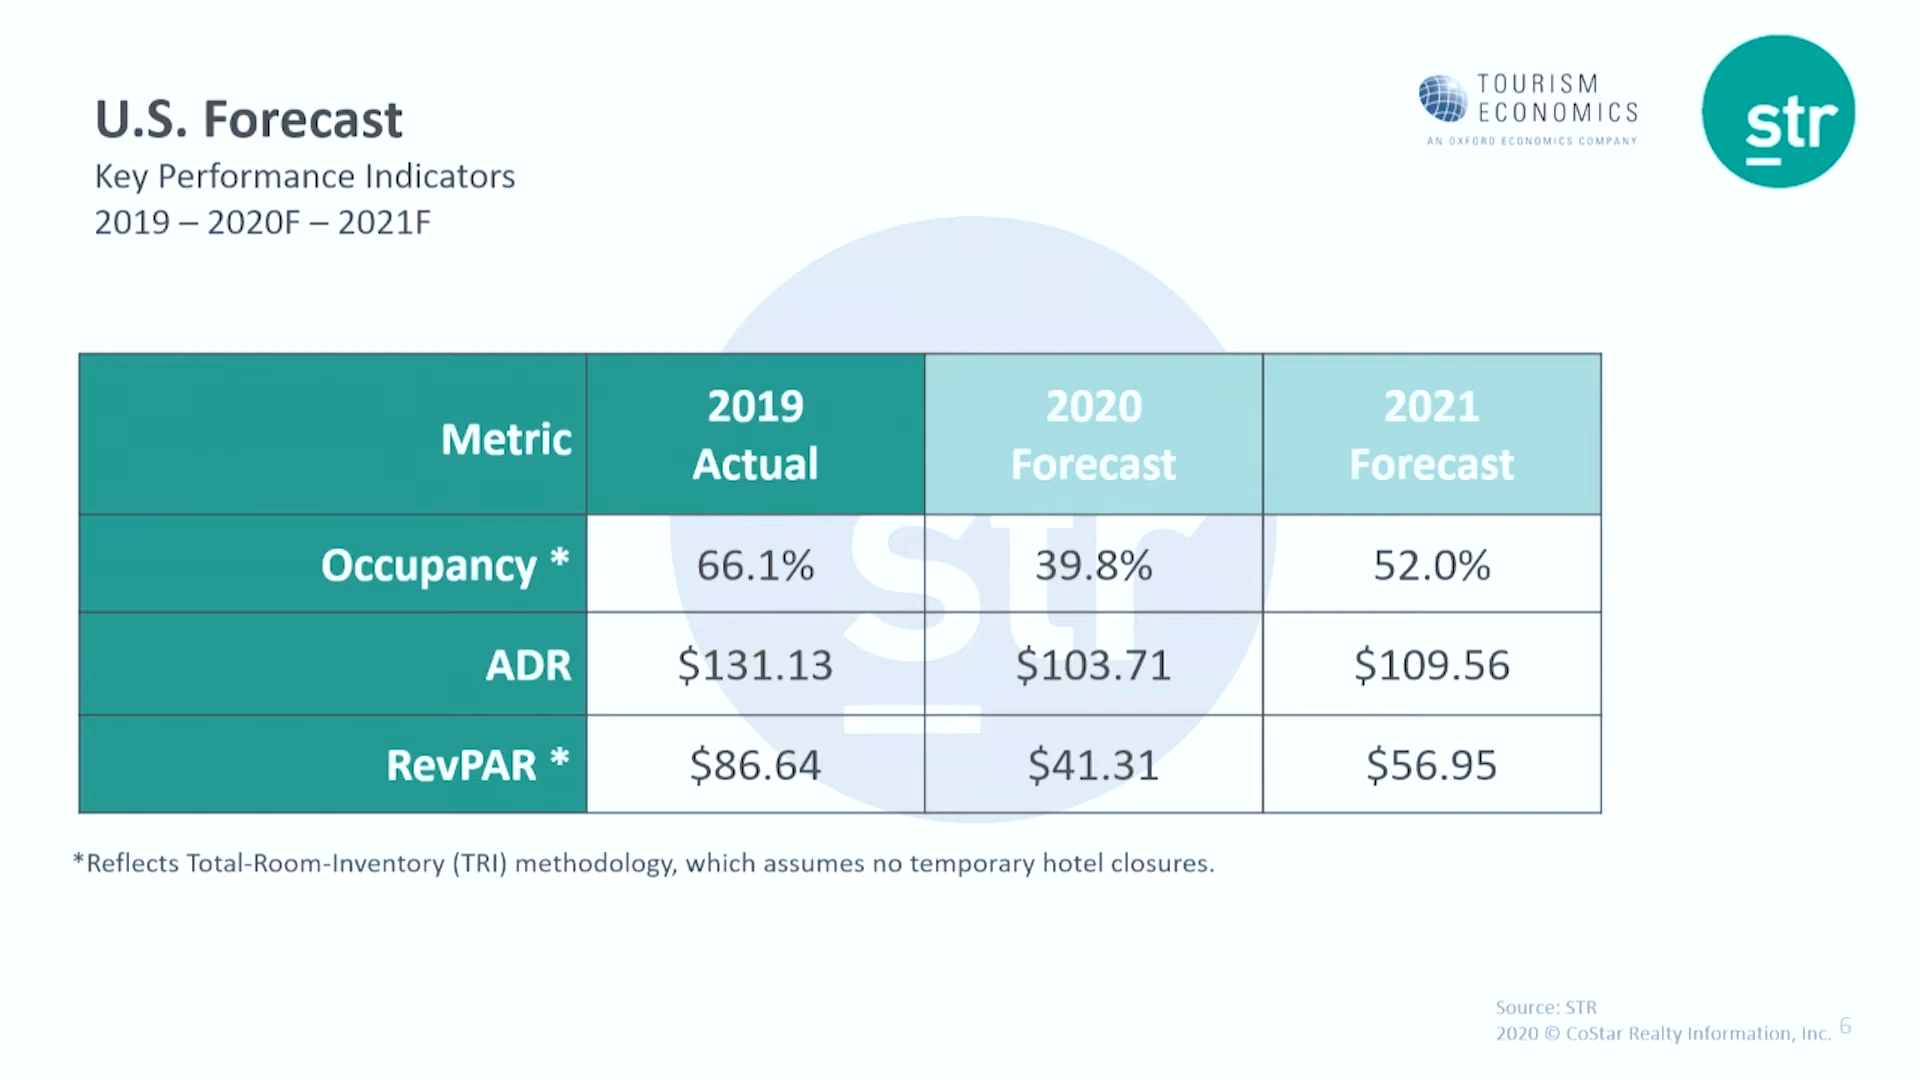 U.S. Forecast
Key Performance Indicators
2019 – 2020F – 2021F
TOURISM
ECONOMICS
AN OXFORD ECONOMICS COMPANY
str
Metric
2019
Actual
2020
Forecast
2021
Forecast
Occupancy *
66.1%
39.8%
52.0%
ADR
$131.13
$103.71
$109.56
RevPAR *
$86.64
$41.31
$56.95
str
*Reflects Total-Room-Inventory (TRI) methodology, which assumes no temporary hotel closures.
Source: STR
2020 © CoStar Realty Information, Inc.
6